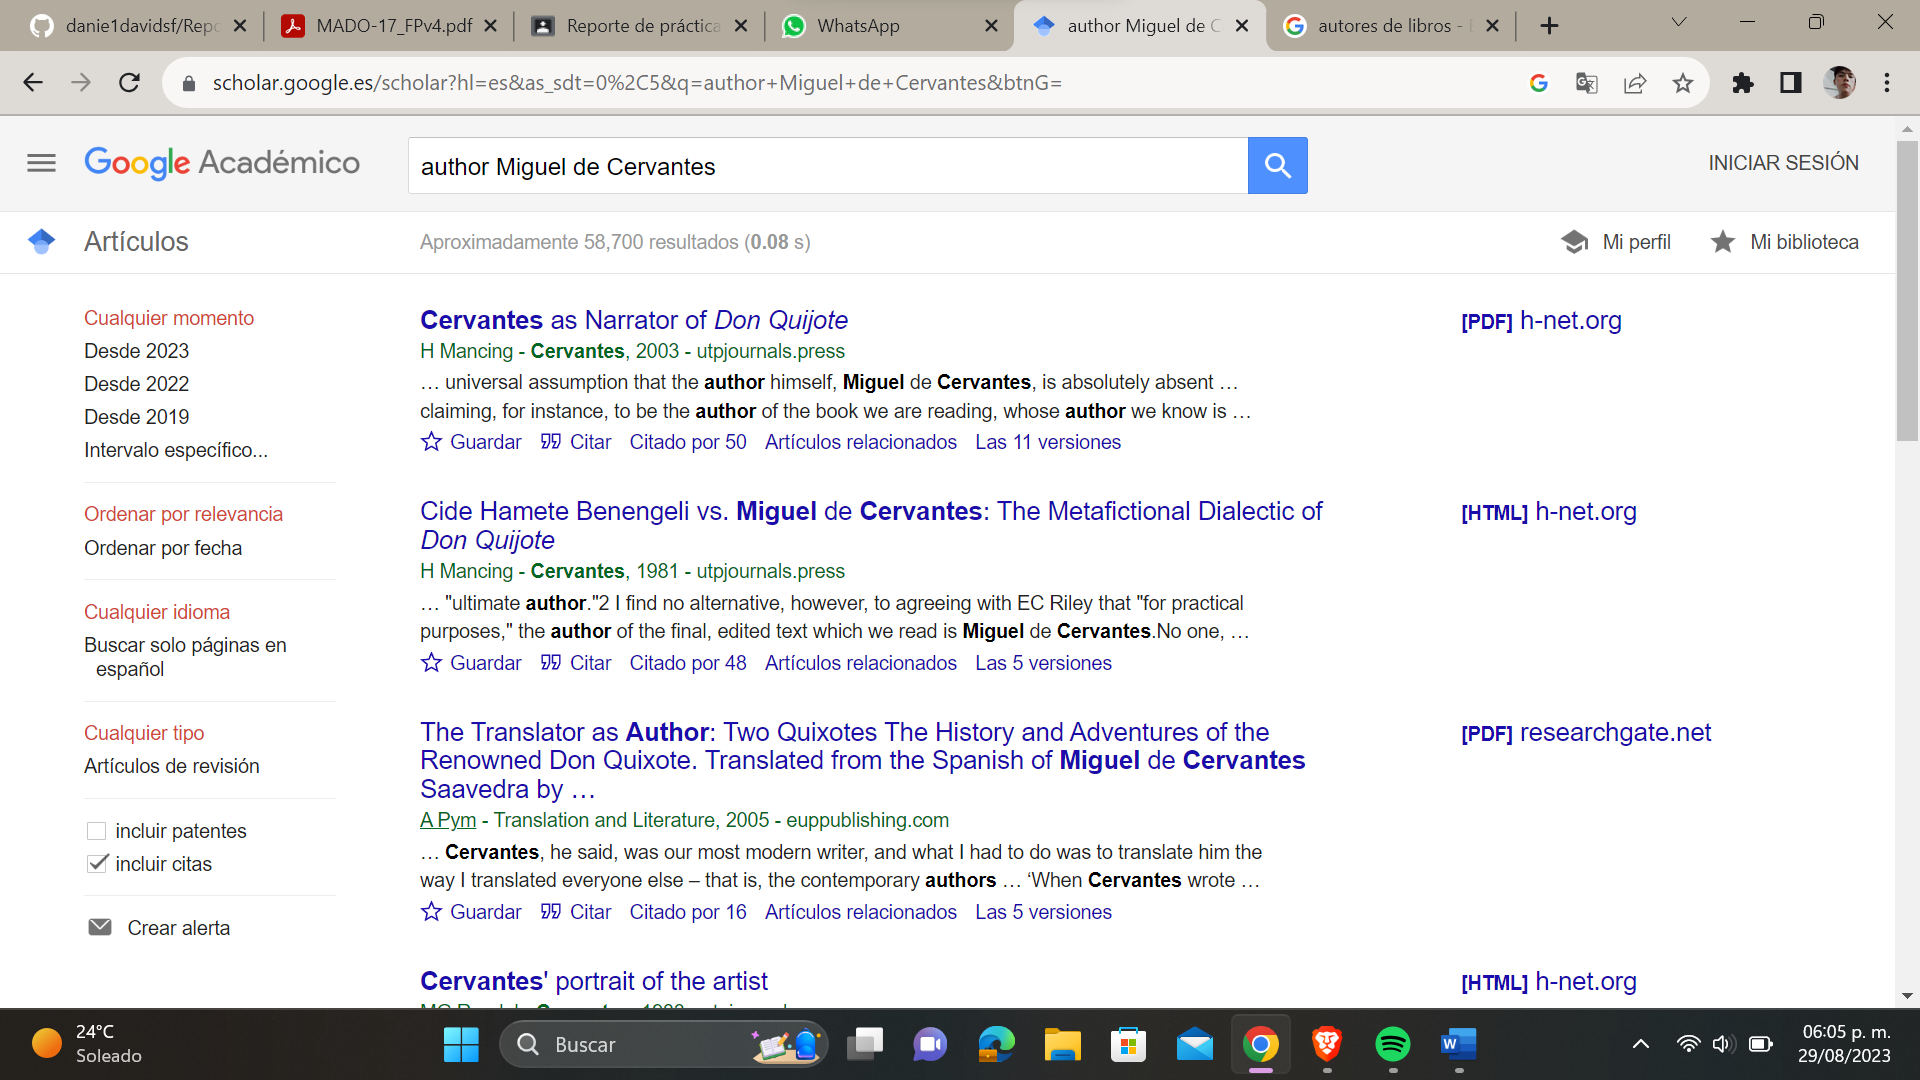 danie1davidsf/Repo
MADO-17_FPv4.pdf
Reporte de práctica
WhatsApp
author Miguel de C
autores de libros -
scholar.google.es/scholar?hl=es&as_sdt=0%2C5&q=author+Miguel+de+Cervantes&btnG=
Google Académico
author Miguel de Cervantes
INICIAR SESIÓN
Artículos
Aproximadamente 58,700 resultados (0.08 s)
Mi perfil
Mi biblioteca
Cualquier momento
Desde 2023
Desde 2022
Desde 2019
Intervalo específico...
Ordenar por relevancia
Ordenar por fecha
Cualquier idioma
Buscar solo páginas en
español
Cualquier tipo
Artículos de revisión
incluir patentes
incluir citas
Crear alerta
Cervantes as Narrator of Don Quijote
[PDF] h-net.org
H Mancing - Cervantes, 2003 - utpjournals.press
… universal assumption that the author himself, Miguel de Cervantes, is absolutely absent …
claiming, for instance, to be the author of the book we are reading, whose author we know is …
Guardar Citar Citado por 50 Artículos relacionados Las 11 versiones
Cide Hamete Benengeli vs. Miguel de Cervantes: The Metafictional Dialectic of
Don Quijote
[HTML] h-net.org
H Mancing - Cervantes, 1981 - utpjournals.press
… "ultimate author."2 I find no alternative, however, to agreeing with EC Riley that "for practical
purposes," the author of the final, edited text which we read is Miguel de Cervantes.No one, …
Guardar Citar Citado por 48 Artículos relacionados Las 5 versiones
The Translator as Author: Two Quixotes The History and Adventures of the
Renowned Don Quixote. Translated from the Spanish of Miguel de Cervantes
Saavedra by …
[PDF] researchgate.net
A Pym - Translation and Literature, 2005 - euppublishing.com
… Cervantes, he said, was our most modern writer, and what I had to do was to translate him the
way I translated everyone else – that is, the contemporary authors … ‘When Cervantes wrote …
Guardar Citar Citado por 16 Artículos relacionados Las 5 versiones
Cervantes' portrait of the artist
[HTML] h-net.org
24°C
Soleado
Buscar
06:05 p. m.
29/08/2023